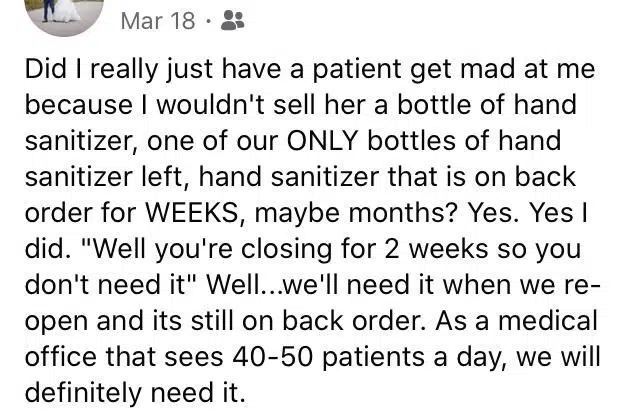 Mar 18 ·
Did I really just have a patient get mad at me
because I wouldn't sell her a bottle of hand
sanitizer, one of our ONLY bottles of hand
sanitizer left, hand sanitizer that is on back
order for WEEKS, maybe months? Yes. Yes I
did. "Well you're closing for 2 weeks so you
don't need it" Well...we'll need it when we re-
open and its still on back order. As a medical
office that sees 40-50 patients a day, we will
definitely need it.